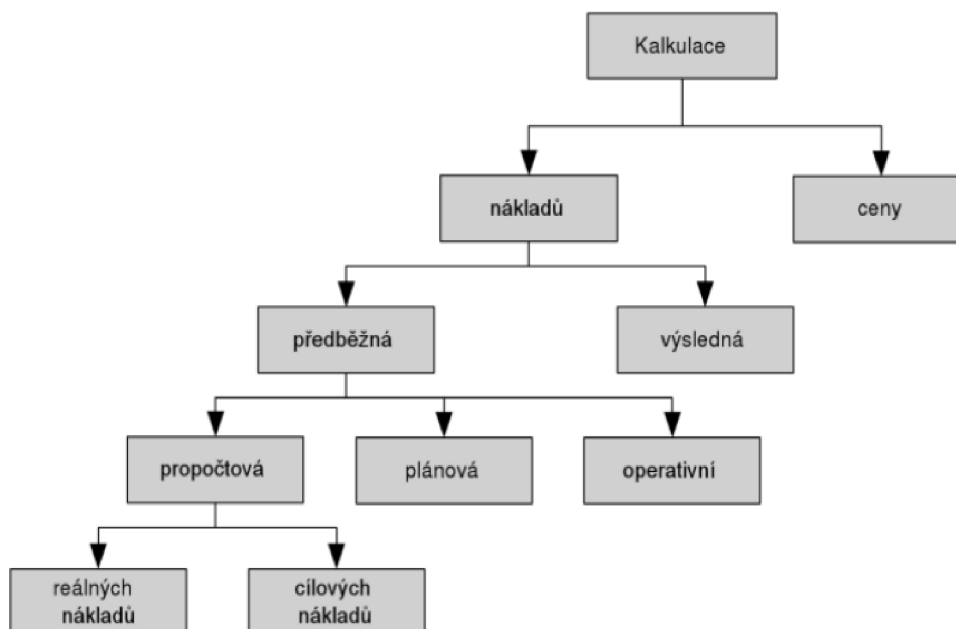 Kalkulace
nákladů
ceny
předběžná
výsledná
propočtová
plánová
operativní
reálných
nákladů
cílových
nákladů